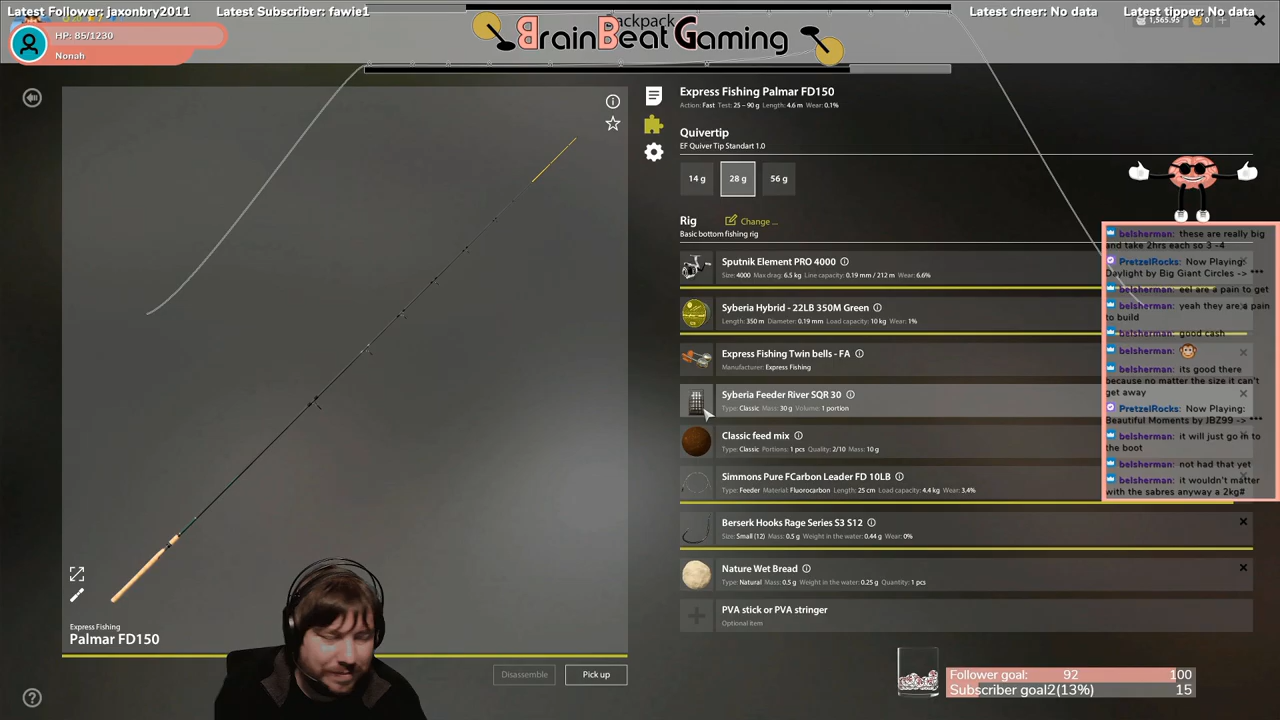 Latest Follower: jaxonbry2011
Latest Subscriber: fawie1
Latest cheer: No data
Latest tipper: No data
HP: 85/1230
Nonah
Backpack
BrainBeatGaming
1,565.95
0
Express Fishing Palmar FD150
Action: Fast Test: 25 – 90 g Length: 4.6 m Wear: 0.1%
Quivertip
EF Quiver Tip Standart 1.0
14 g
28 g
56 g
Rig
Change ...
Basic bottom fishing rig
Sputnik Element PRO 4000
Size: 4000 Max drag: 6.5 kg Line capacity: 0.19 mm / 212 m Wear: 6.6%
Syberia Hybrid - 22LB 350M Green
Length: 350 m Diameter: 0.19 mm Load capacity: 10 kg Wear: 1%
Express Fishing Twin bells - FA
Manufacturer: Express Fishing
Syberia Feeder River SQR 30
Type: Classic Mass: 30 g Volume: 1 portion
Classic feed mix
Type: Classic Portions: 1 pcs Quality: 2/10 Mass: 10 g
Simmons Pure FCarbon Leader FD 10LB
Type: Feeder Material: Fluorocarbon Length: 25 cm Load capacity: 4.4 kg Wear: 3.4%
Berserk Hooks Rage Series S3 S12
Size: Small (12) Mass: 0.5 g Weight in the water: 0.44 g Wear: 0%
Nature Wet Bread
Type: Natural Mass: 0.5 g Weight in the water: 0.25 g Quantity: 1 pcs
PVA stick or PVA stringer
Optional item
belsherman: these are really big
and take 2hrs each so 3 -4
PretzelRocks: Now Playing:
Daylight by Big Giant Circles -> ***
belsherman: eel are a pain to get
belsherman: yeah they are a pain
to build
belsherman: good cash
belsherman:
belsherman: its good there
because no matter the size it can't
get away
PretzelRocks: Now Playing:
Beautiful Moments by JBZ99 -> ***
belsherman: it will just go in to
the boot
belsherman: not had that yet
belsherman: it wouldn't matter
with the sabres anyway a 2kg#
Express Fishing
Palmar FD150
Disassemble
Pick up
Follower goal: 92 100
Subscriber goal2(13%) 15